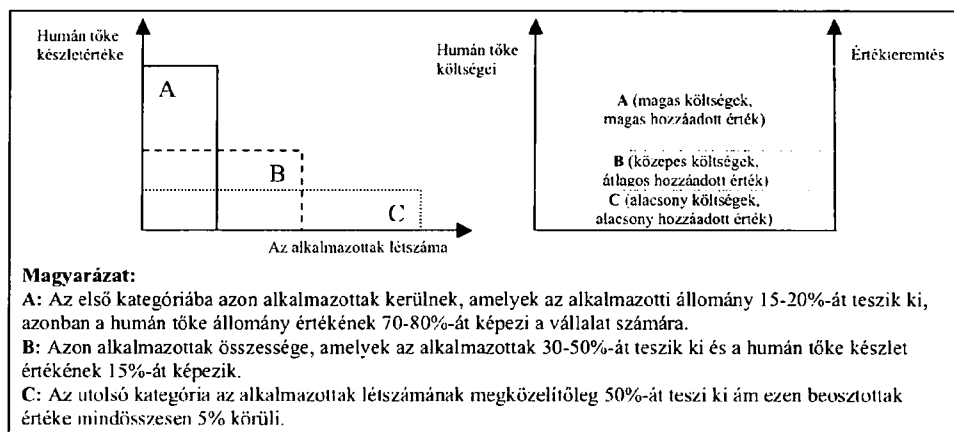 Humán tőke
készletértéke
A
B
C
Az alkalmazottak létszáma
Humán tőke
költségei
Értékteremtés
A (magas költségek,
magas hozzáadott érték)
B (közepes költségek,
átlagos hozzáadott érték)
C (alacsony költségek,
alacsony hozzáadott érték)
Magyarázat:
A: Az első kategóriába azon alkalmazottak kerülnek, amelyek az alkalmazotti állomány 15-20%-át teszik ki,
azonban a humán tőke állomány értékének 70-80%-át képezi a vállalat számára.
B: Azon alkalmazottak összessége, amelyek az alkalmazottak 30-50%-át teszik ki és a humán tőke készlet
értékének 15%-át képezik.
C: Az utolsó kategória az alkalmazottak létszámának megközelítőleg 50%-át teszi ki ám ezen beosztottak
értéke mindösszesen 5% körüli.